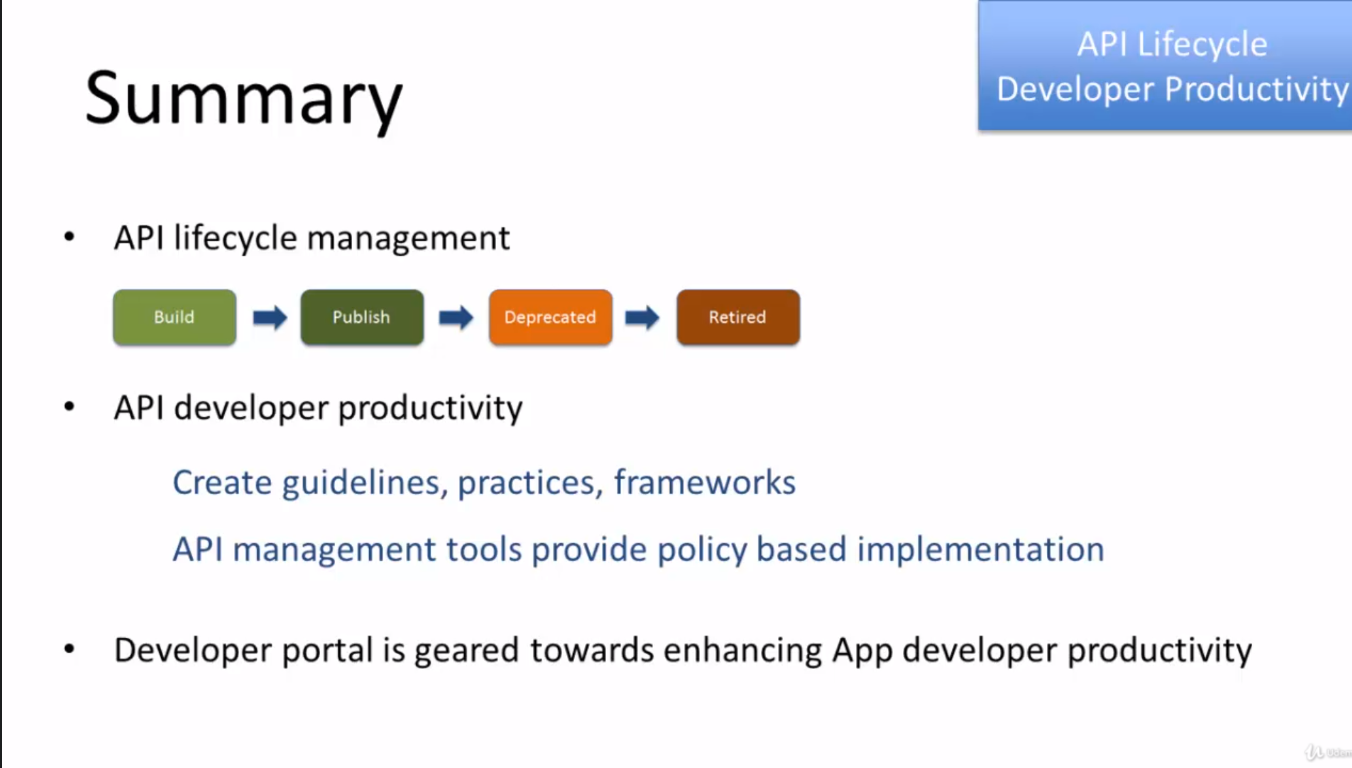 API Lifecycle
Developer Productivity
Summary
• API lifecycle management
Build Publish Deprecated Retired
• API developer productivity
Create guidelines, practices, frameworks
API management tools provide policy based implementation
• Developer portal is geared towards enhancing App developer productivity